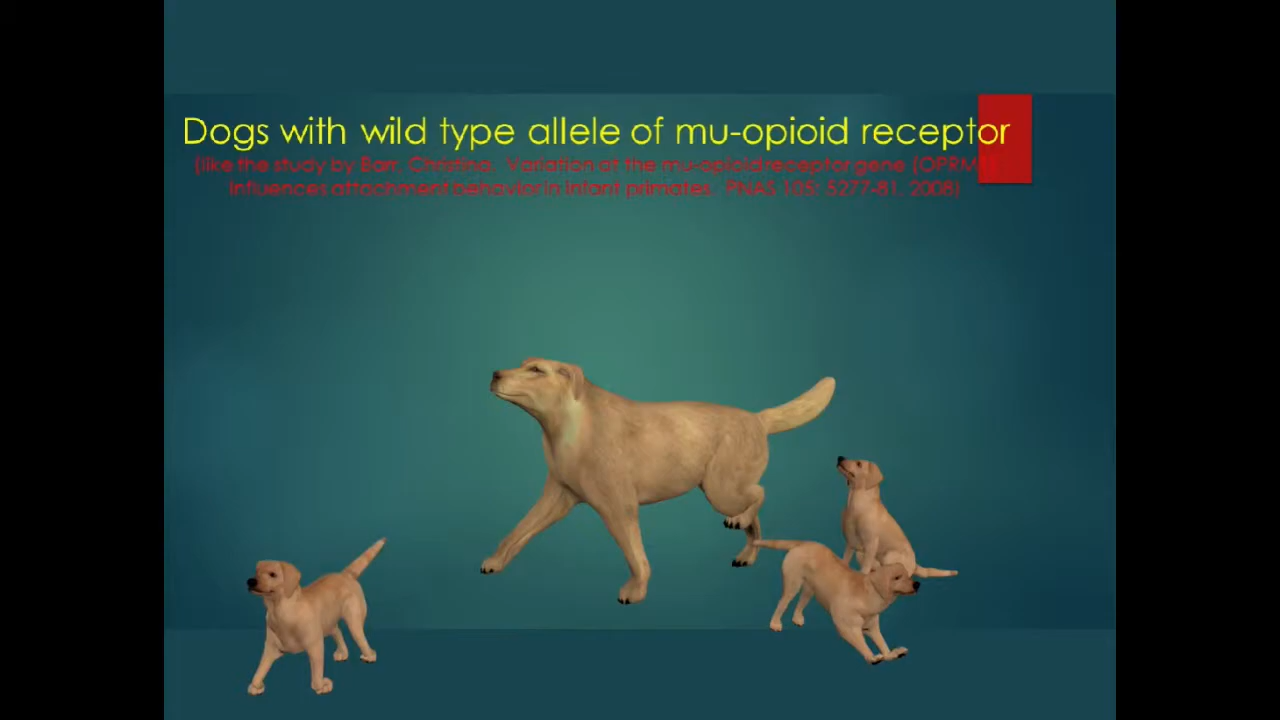 Dogs with wild type allele of mu-opioid receptor
(like the study by Barr, Christina. Variation at the mu-opioid receptor gene (OPRM1)
Influences attachment behavior in infant primates. PNAS 105: 5277-81, 2008)